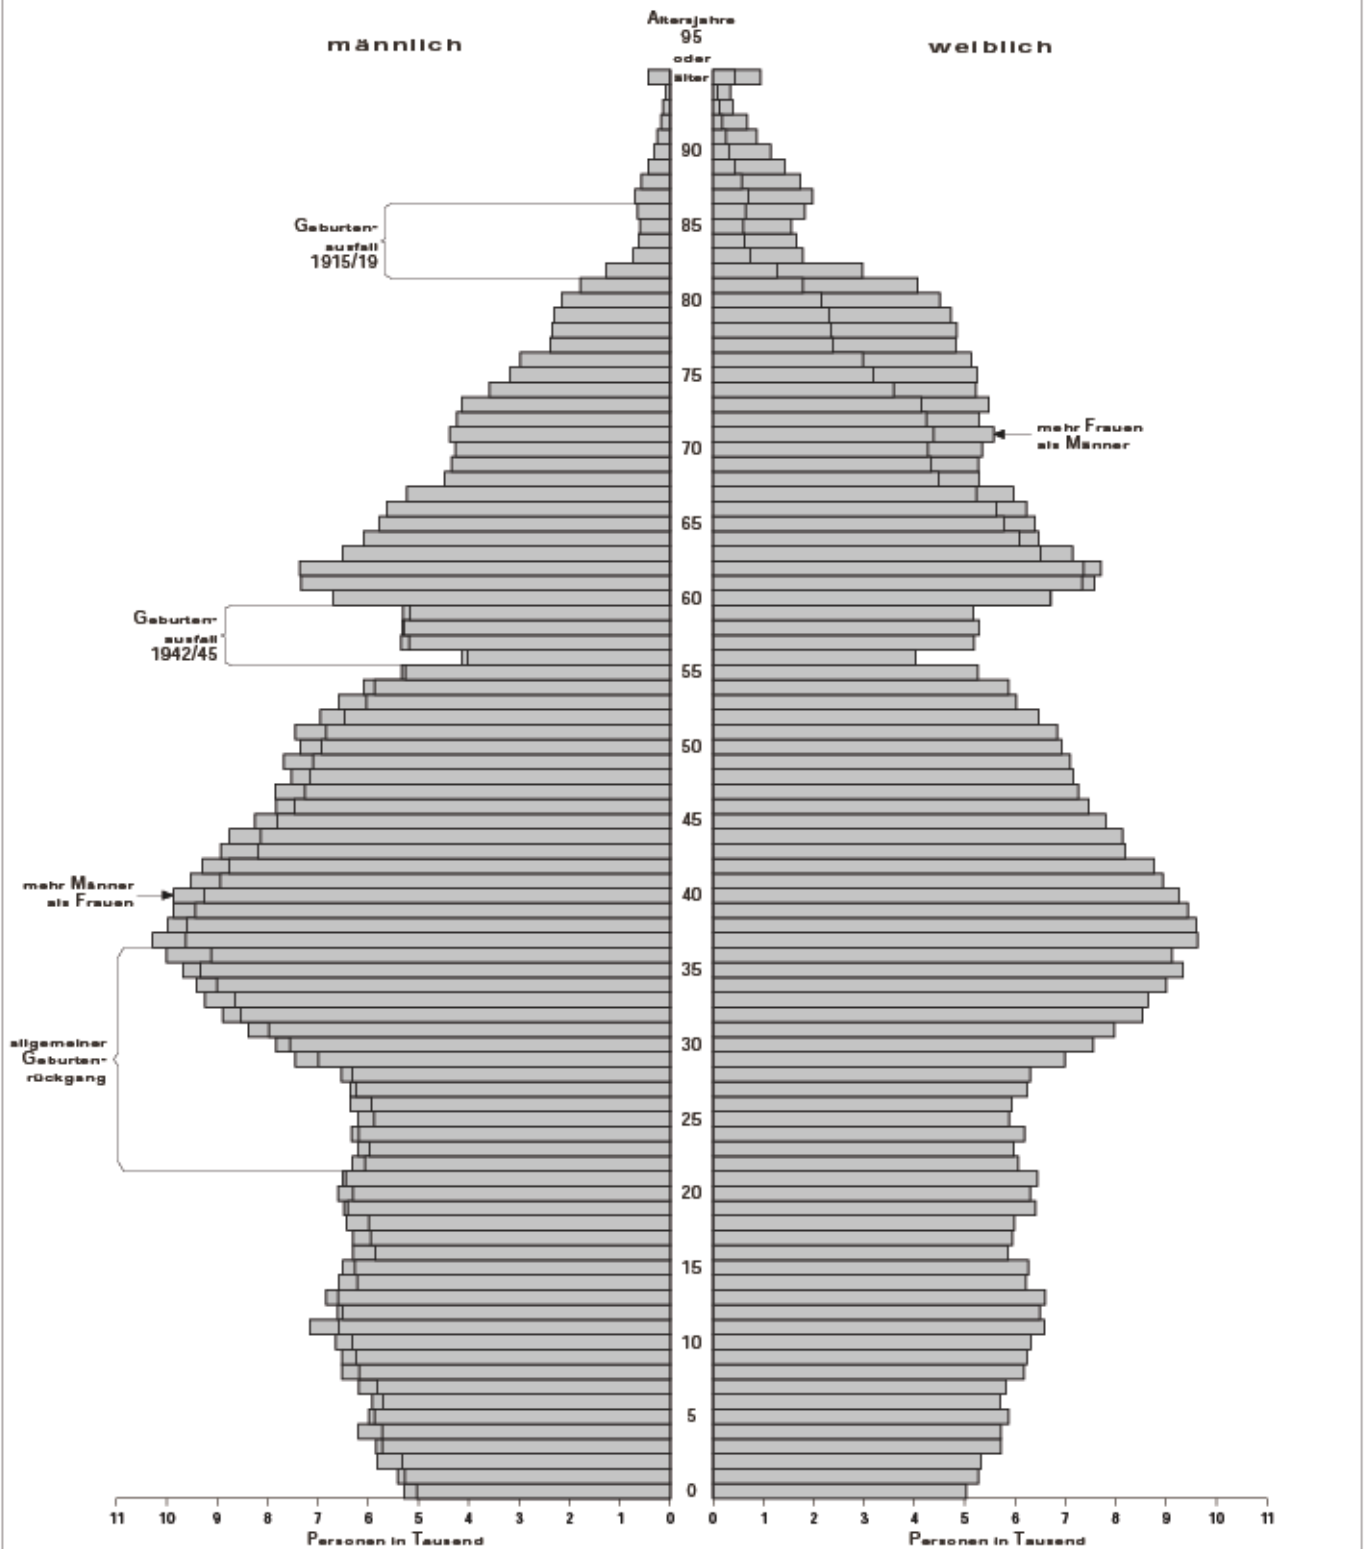 Altersjahre
95
oder
älter
männlich
weiblich
90
Geburten-
ausfall
1915/19
85
80
75
mehr Frauen
als Männer
70
65
60
Geburten-
ausfall
1942/45
55
50
45
mehr Männer
als Frauen
40
35
allgemeiner
Geburten-
rückgang
30
25
20
15
10
5
0
11 10 9 8 7 6 5 4 3 2 1 0
0 1 2 3 4 5 6 7 8 9 10 11
Personen in Tausend
Personen in Tausend